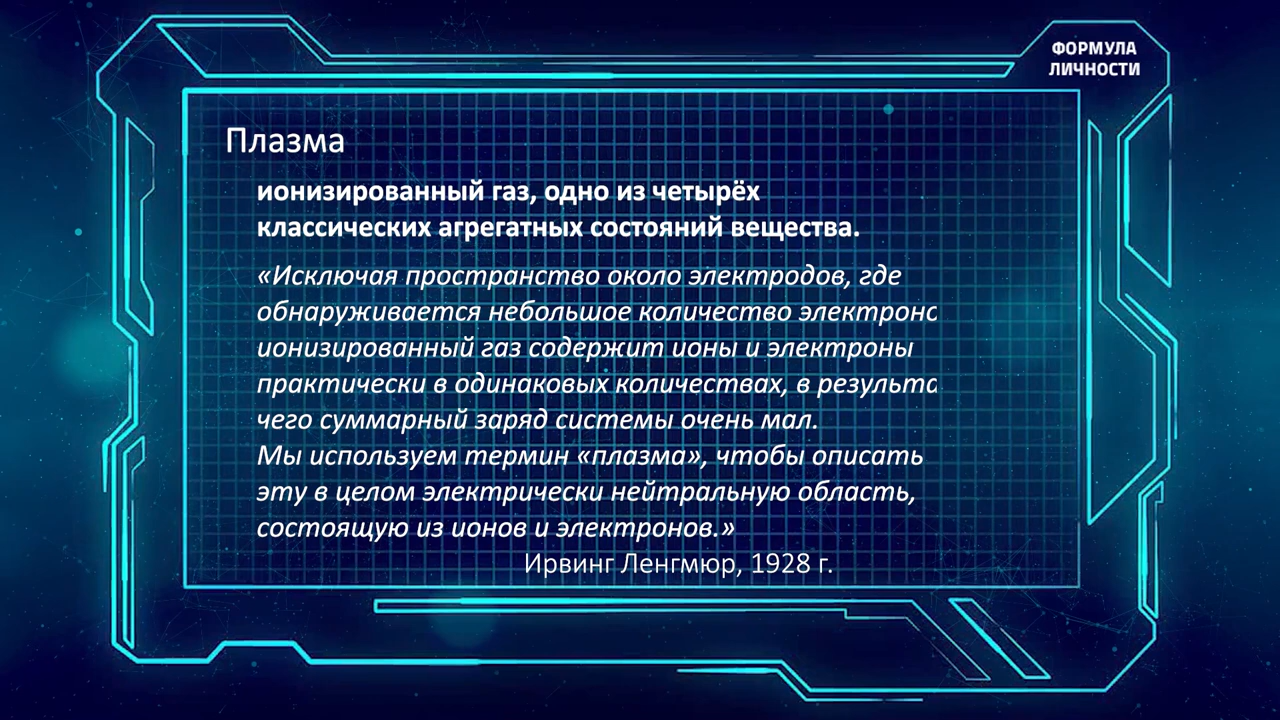 ФОРМУЛА
ЛИЧНОСТИ
Плазма
ионизированный газ, одно из четырёх
классических агрегатных состояний вещества.
«Исключая пространство около электродов, где
обнаруживается небольшое количество электроно
ионизированный газ содержит ионы и электроны
практически в одинаковых количествах, в результа
чего суммарный заряд системы очень мал.
Мы используем термин «плазма», чтобы описать
эту в целом электрически нейтральную область,
состоящую из ионов и электронов.»
Ирвинг Ленгмюр, 1928 г.